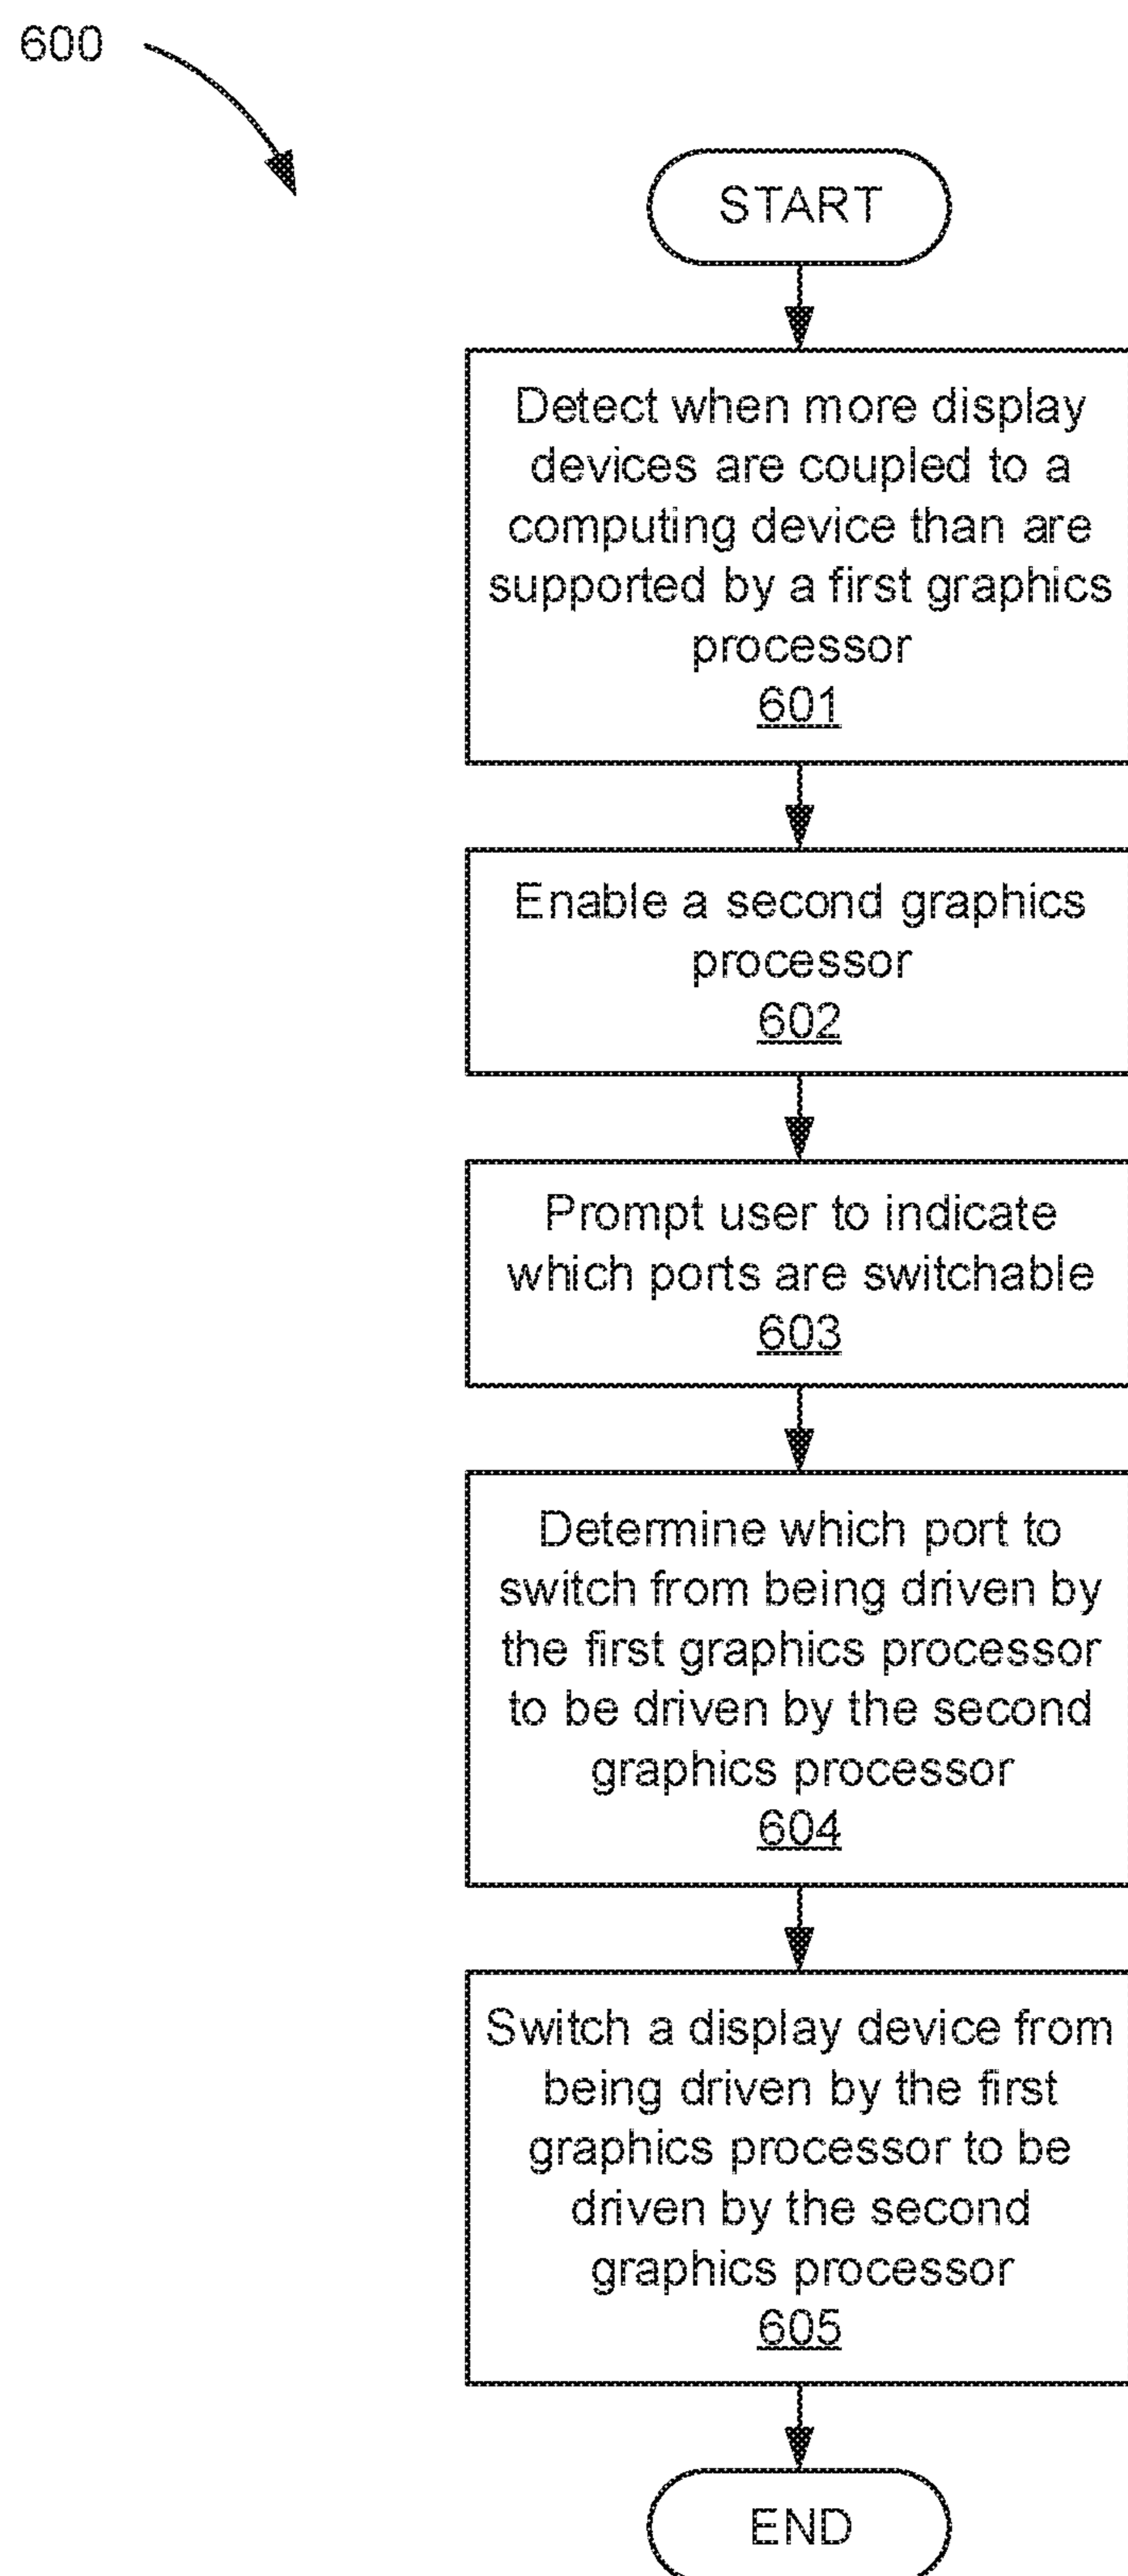 600
START
Detect when more display
devices are coupled to a
computing device than are
supported by a first graphics
processor
601
Enable a second graphics
processor
602
Prompt user to indicate
which ports are switchable
603
Determine which port to
switch from being driven by
the first graphics processor
to be driven by the second
graphics processor
604
Switch a display device from
being driven by the first
graphics processor to be
driven by the second
graphics processor
605
END